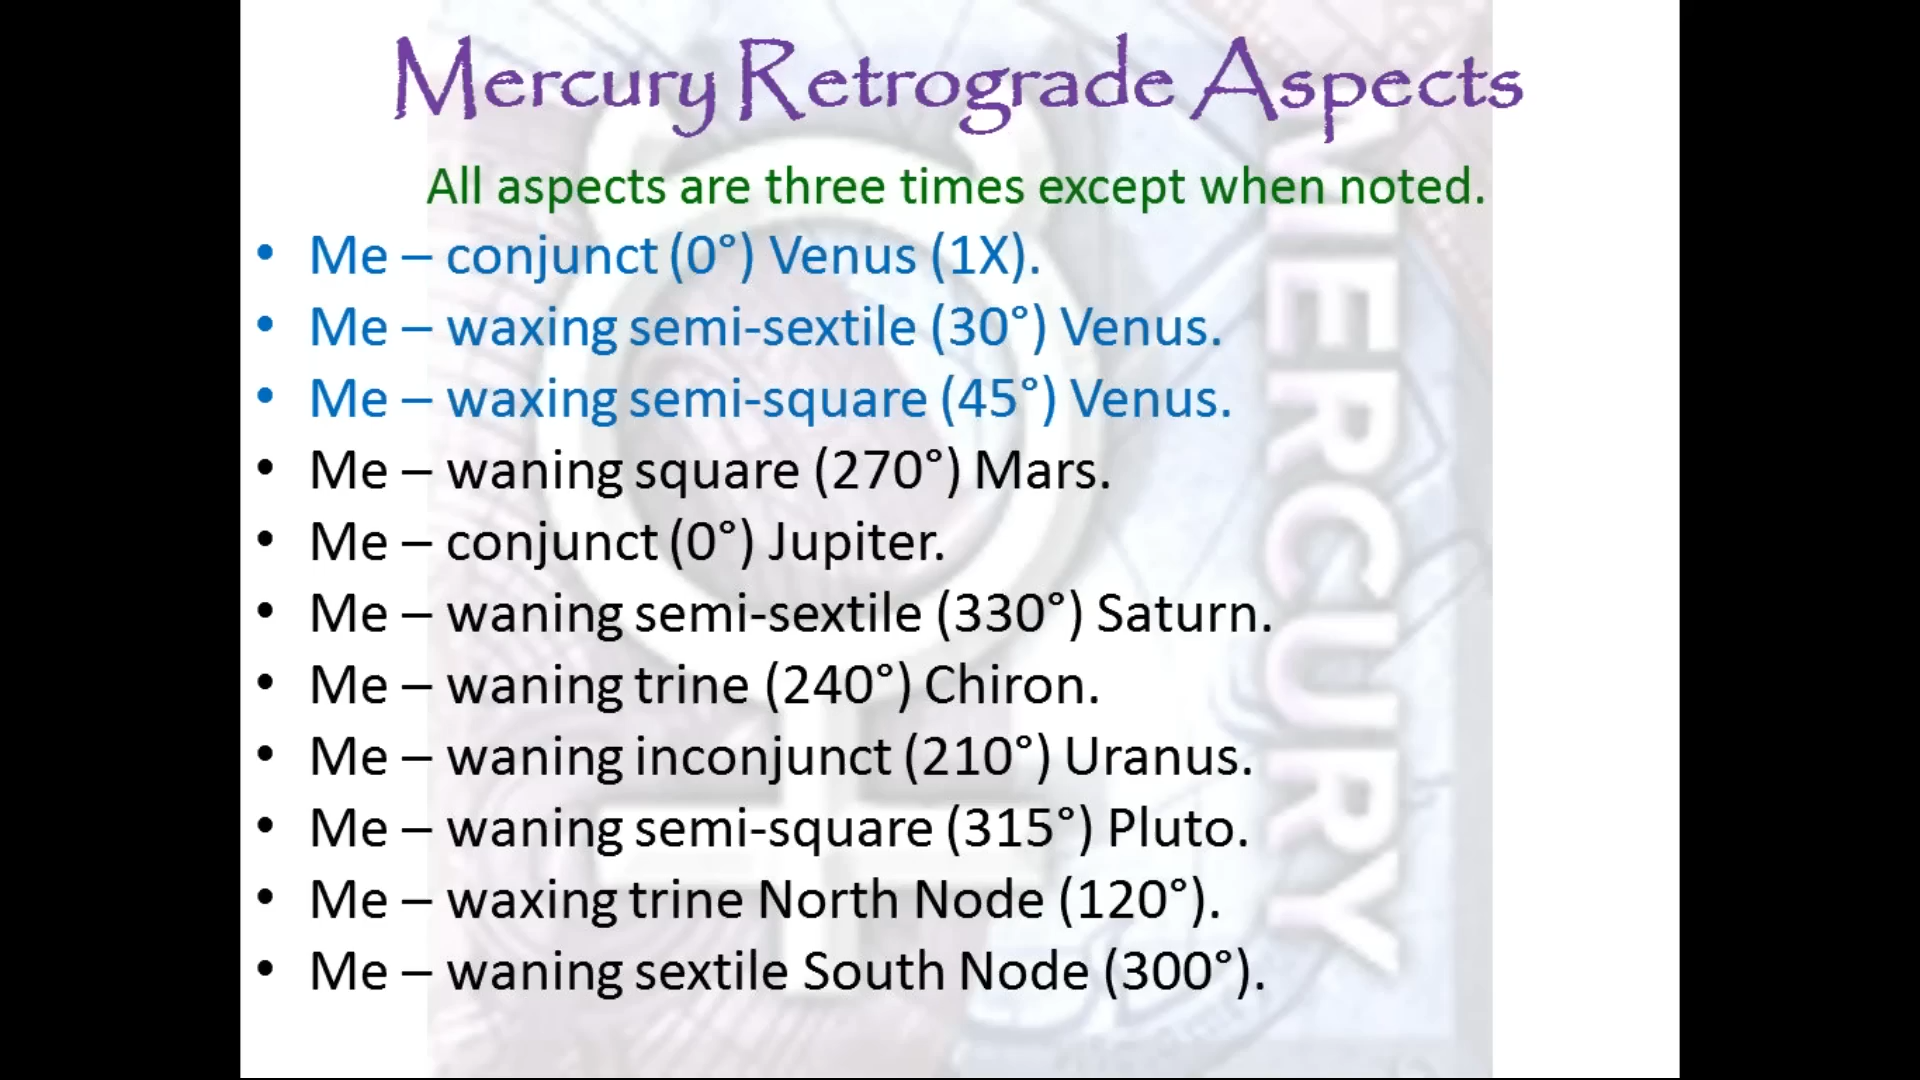 Mercury Retrograde Aspects
All aspects are three times except when noted.
• Me – conjunct (0°) Venus (1X).
• Me – waxing semi-sextile (30°) Venus.
• Me – waxing semi-square (45°) Venus.
• Me – waning square (270°) Mars.
• Me – conjunct (0°) Jupiter.
• Me – waning semi-sextile (330°) Saturn.
• Me – waning trine (240°) Chiron.
• Me – waning inconjunct (210°) Uranus.
• Me – waning semi-square (315°) Pluto.
• Me – waxing trine North Node (120°).
• Me – waning sextile South Node (300°).
MERCURY